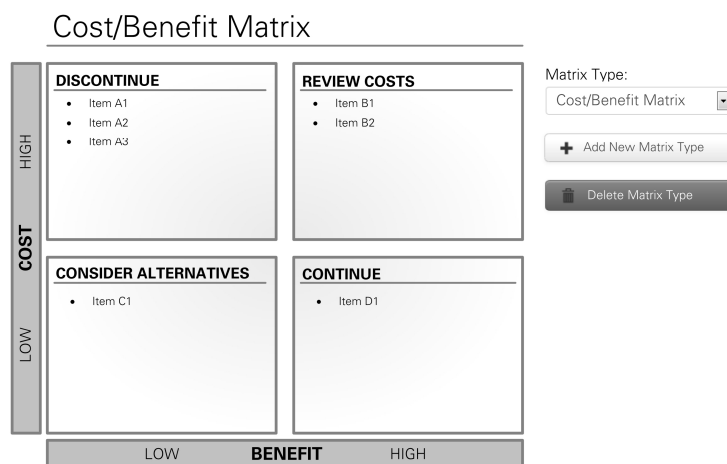 Cost/Benefit Matrix
DISCONTINUE
• Item A1
• Item A2
• Item A3
REVIEW COSTS
• Item B1
• Item B2
CONSIDER ALTERNATIVES
• Item C1
CONTINUE
• Item D1
HIGH
COST
LOW
LOW BENEFIT HIGH
Matrix Type:
Cost/Benefit Matrix
Add New Matrix Type
Delete Matrix Type